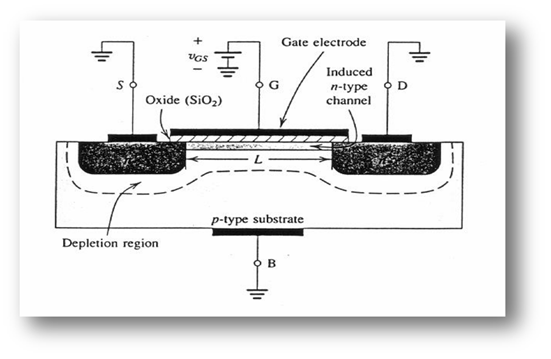 +
vGS
−
Gate electrode
S
G
Induced
n-type
channel
D
Oxide (SiO2)
L
p-type substrate
Depletion region
B